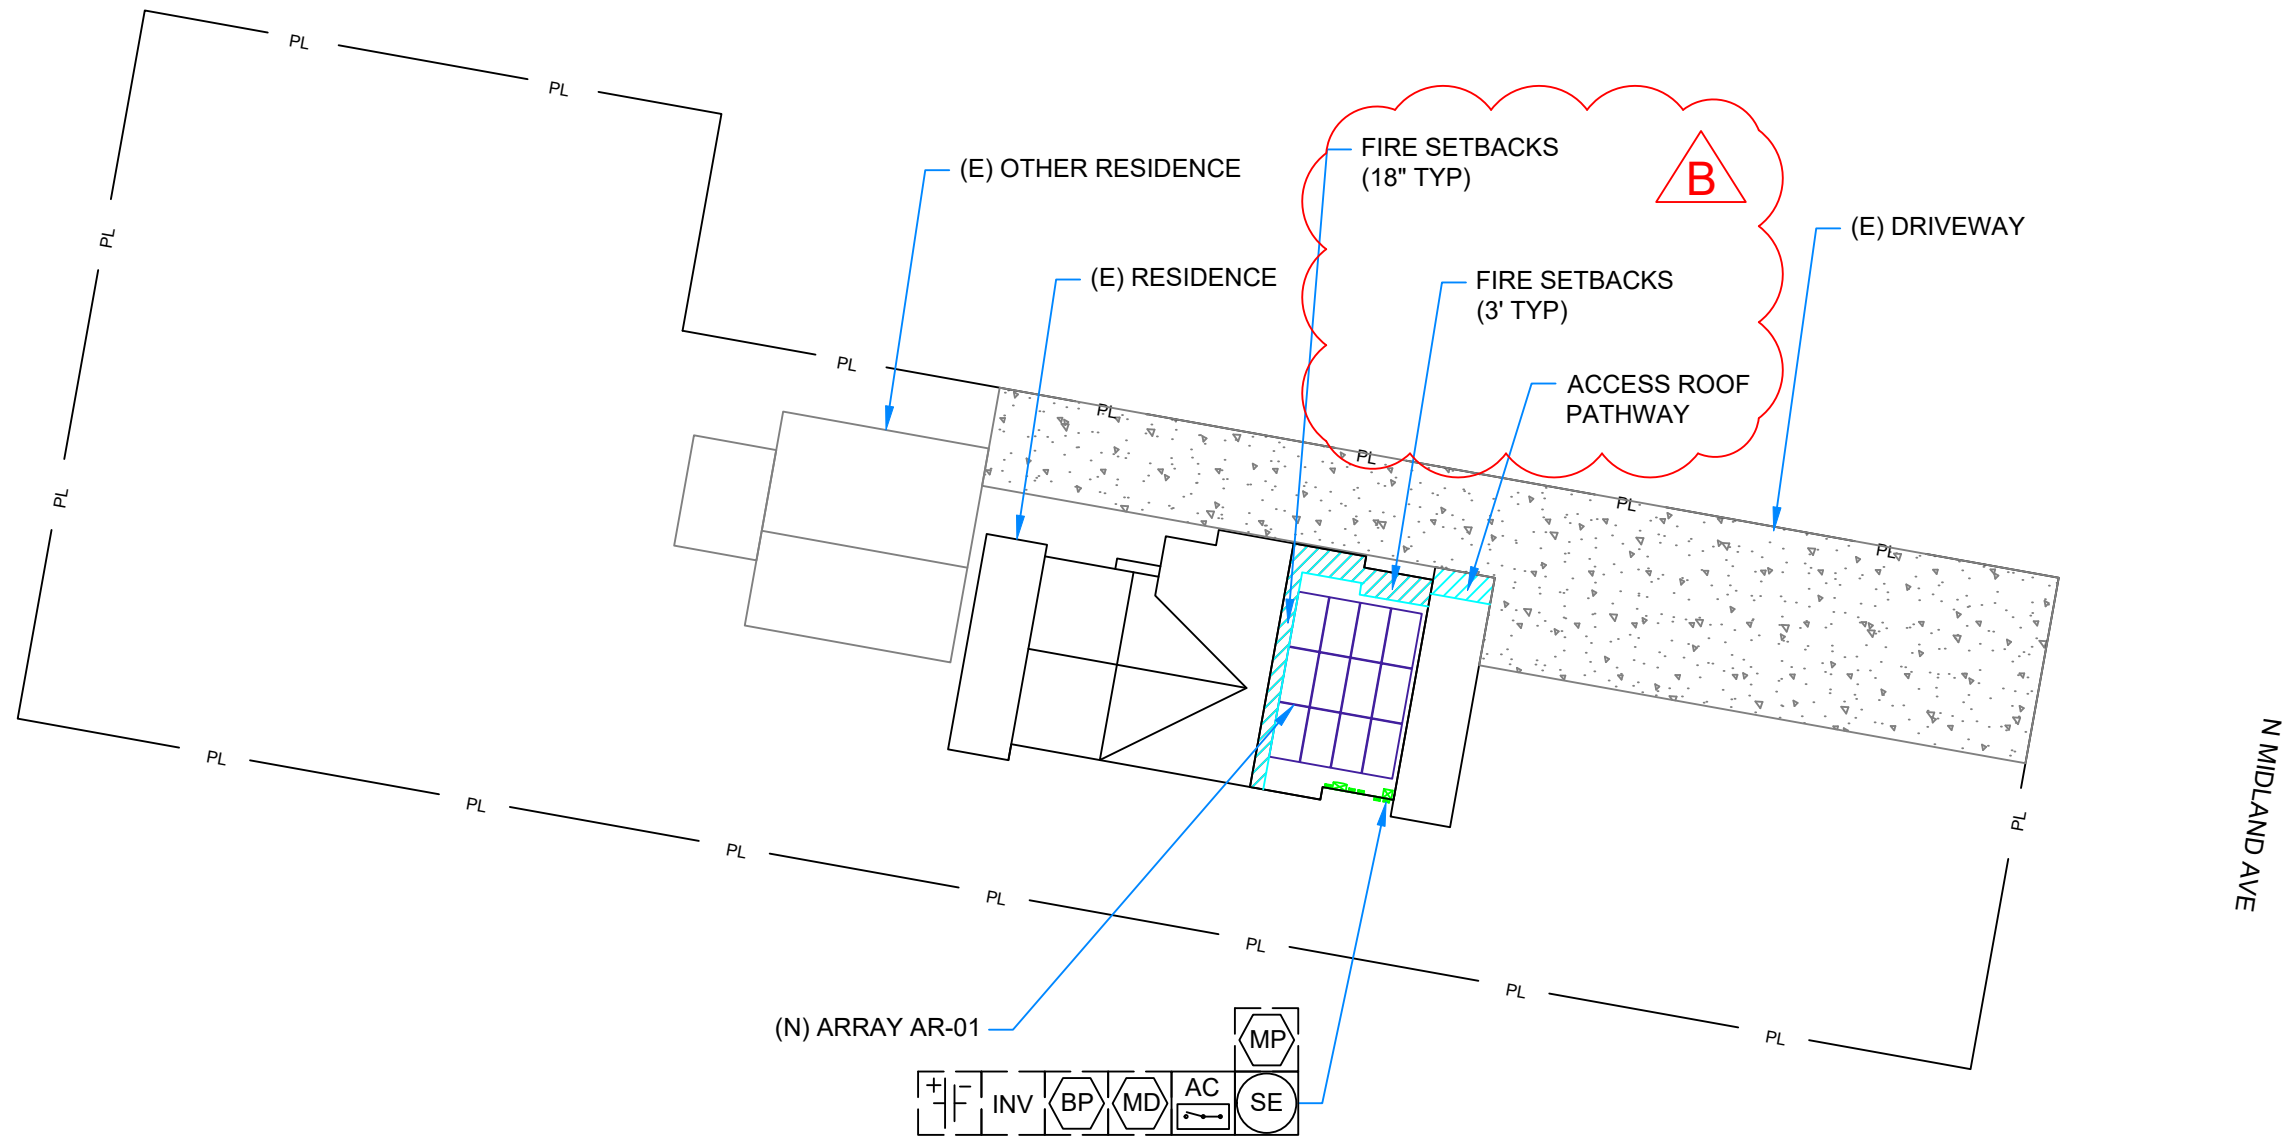 PL
PL
(E) OTHER RESIDENCE
FIRE SETBACKS
(18" TYP)
B
(E) DRIVEWAY
PL
(E) RESIDENCE
FIRE SETBACKS
(3' TYP)
PL
ACCESS ROOF
PATHWAY
PL
PL
PL
PL
PL
PL
N MIDLAND AVE
PL
PL
PL
PL
PL
PL
PL
PL
(N) ARRAY AR-01
MP
+ -
INV
BP
MD
AC
SE